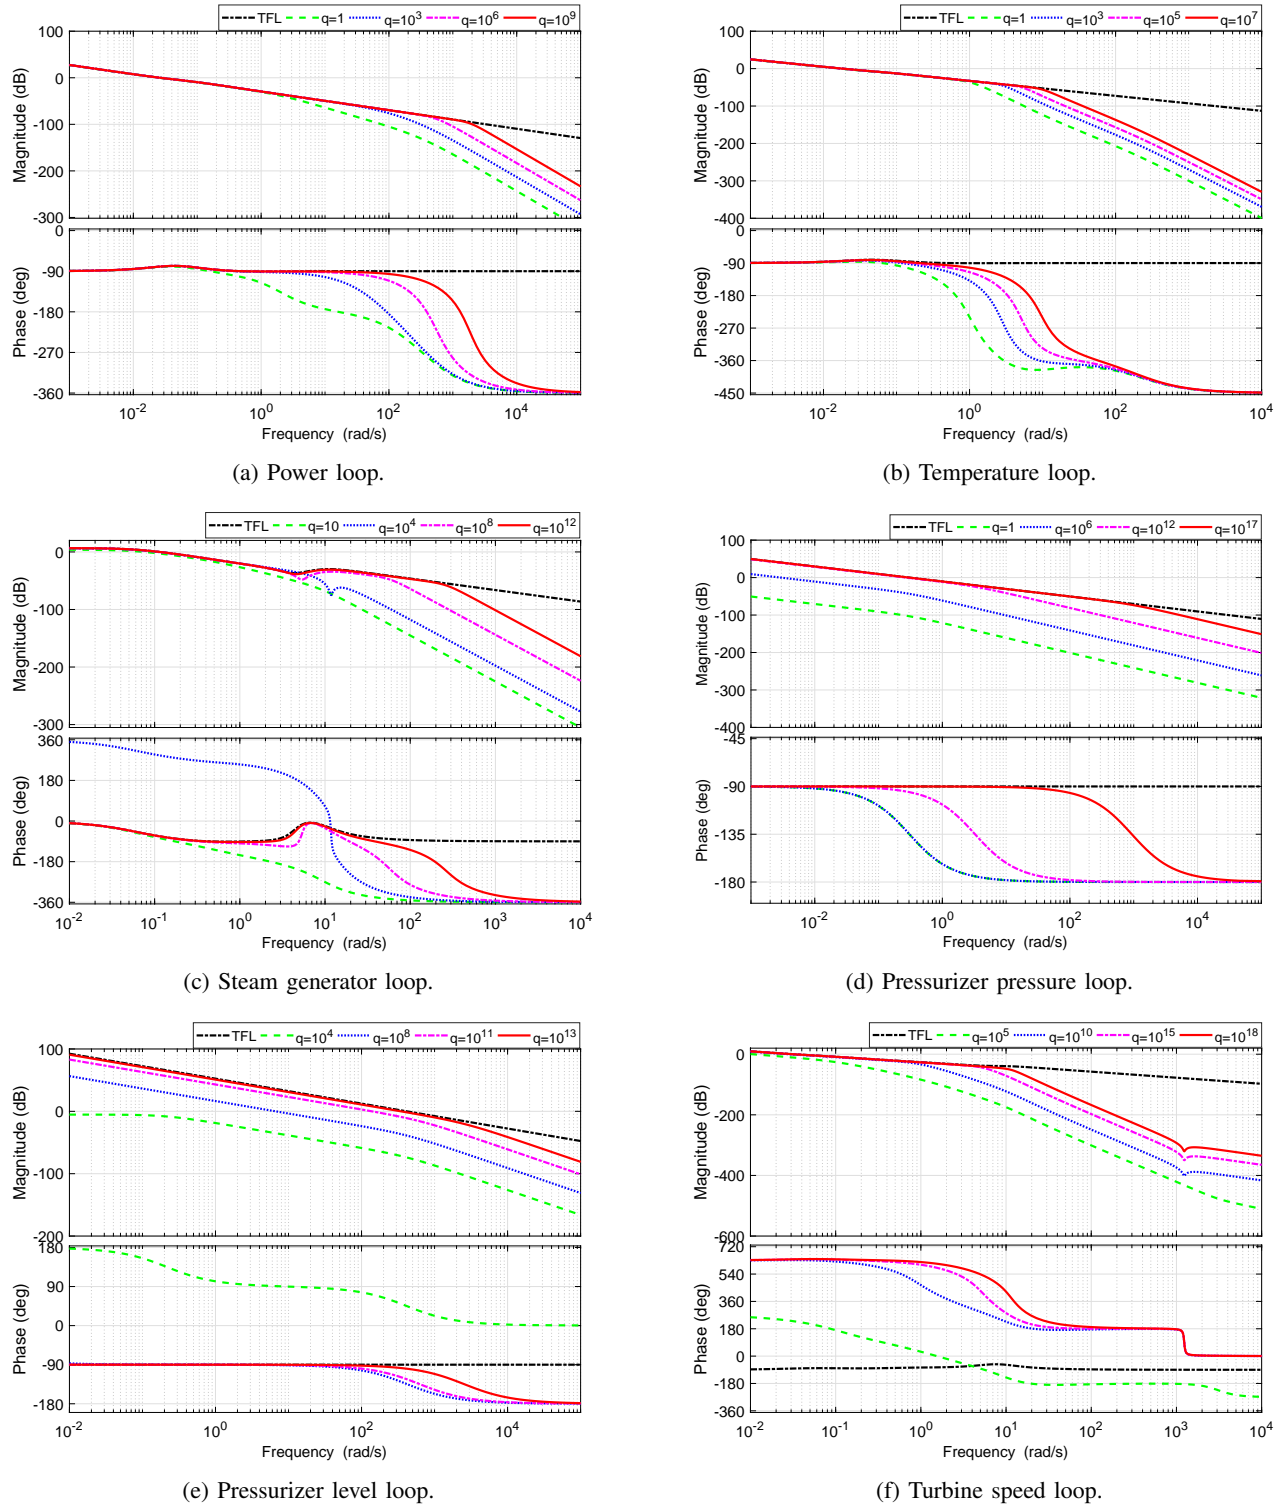 TFL q=1 q=10^3 q=10^6 q=10^9
100
0
-100
-200
-300
Magnitude (dB)
0
-90
-180
-270
-360
Phase (deg)
10^-2 10^0 10^2 10^4
Frequency (rad/s)
(a) Power loop.
TFL q=1 q=10^3 q=10^5 q=10^7
100
0
-100
-200
-300
-400
Magnitude (dB)
0
-90
-180
-270
-360
-450
Phase (deg)
10^-2 10^0 10^2 10^4
Frequency (rad/s)
(b) Temperature loop.
TFL q=10 q=10^4 q=10^8 q=10^12
0
-100
-200
-300
Magnitude (dB)
360
180
0
-180
-360
Phase (deg)
10^-2 10^-1 10^0 10^1 10^2 10^3 10^4
Frequency (rad/s)
(c) Steam generator loop.
TFL q=1 q=10^6 q=10^12 q=10^17
100
0
-100
-200
-300
-400
Magnitude (dB)
-45
-90
-135
-180
Phase (deg)
10^-2 10^0 10^2 10^4
Frequency (rad/s)
(d) Pressurizer pressure loop.
TFL q=10^4 q=10^8 q=10^11 q=10^13
100
0
-100
-200
Magnitude (dB)
180
90
0
-90
-180
Phase (deg)
10^-2 10^0 10^2 10^4
Frequency (rad/s)
(e) Pressurizer level loop.
TFL q=10^5 q=10^10 q=10^15 q=10^18
0
-200
-400
-600
Magnitude (dB)
720
540
360
180
0
-180
-360
Phase (deg)
10^-2 10^-1 10^0 10^1 10^2 10^3 10^4
Frequency (rad/s)
(f) Turbine speed loop.